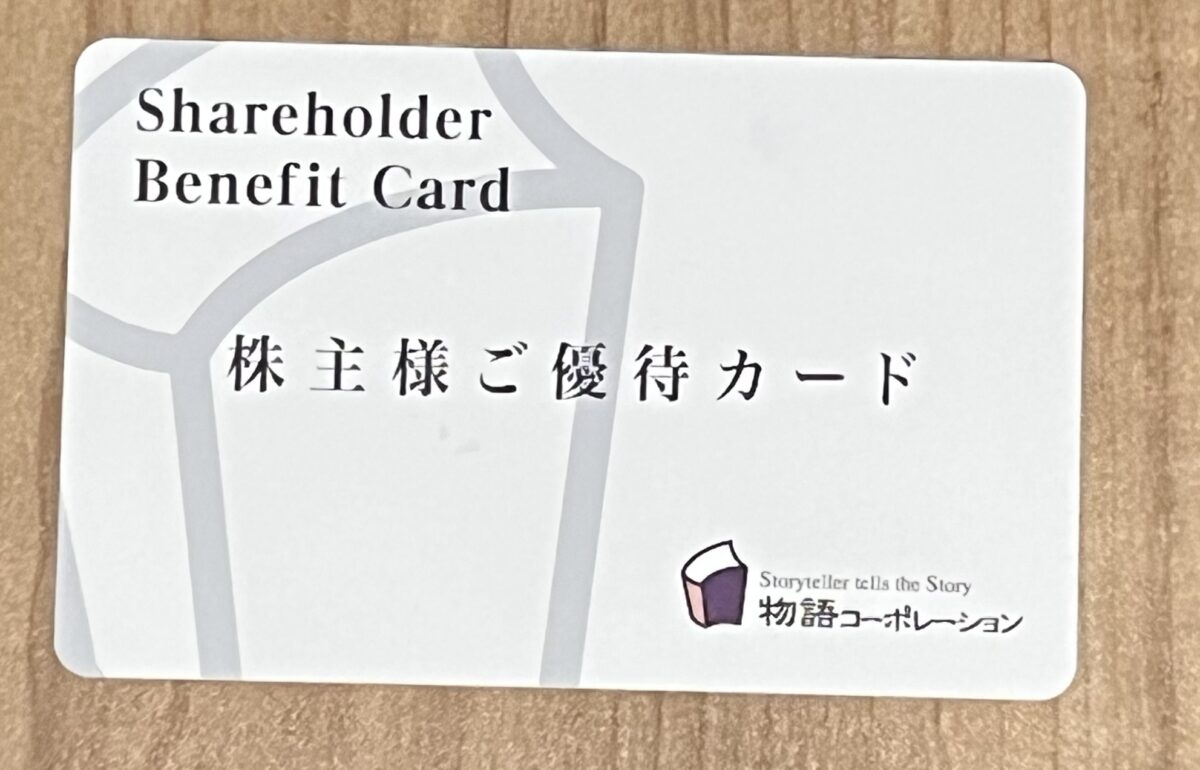 Shareholder
Benefit Card
株主様ご優待カード
Storyteller tells the Story
物語コーポレーション